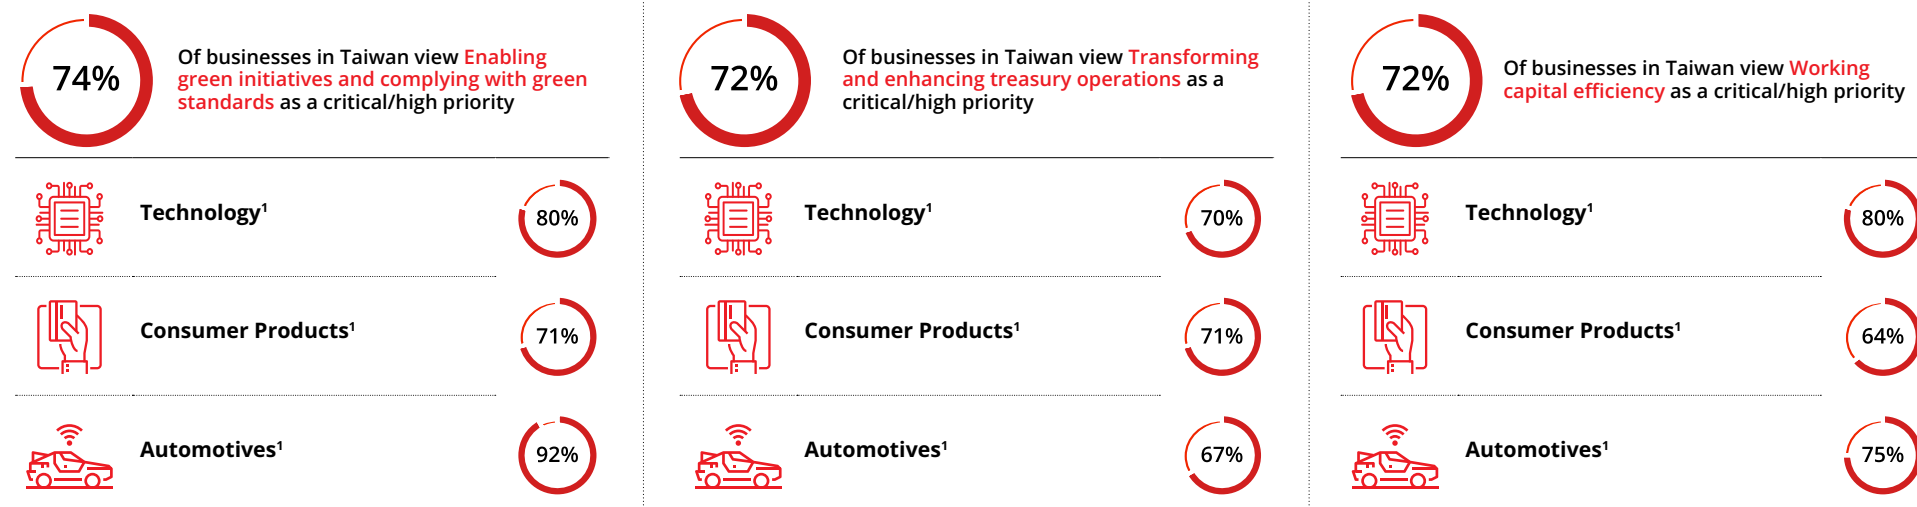 74%
Of businesses in Taiwan view Enabling
green initiatives and complying with green
standards as a critical/high priority
Technology¹
80%
Consumer Products¹
71%
Automotives¹
92%
72%
Of businesses in Taiwan view Transforming
and enhancing treasury operations as a
critical/high priority
Technology¹
70%
Consumer Products¹
71%
Automotives¹
67%
72%
Of businesses in Taiwan view Working
capital efficiency as a critical/high priority
Technology¹
80%
Consumer Products¹
64%
Automotives¹
75%